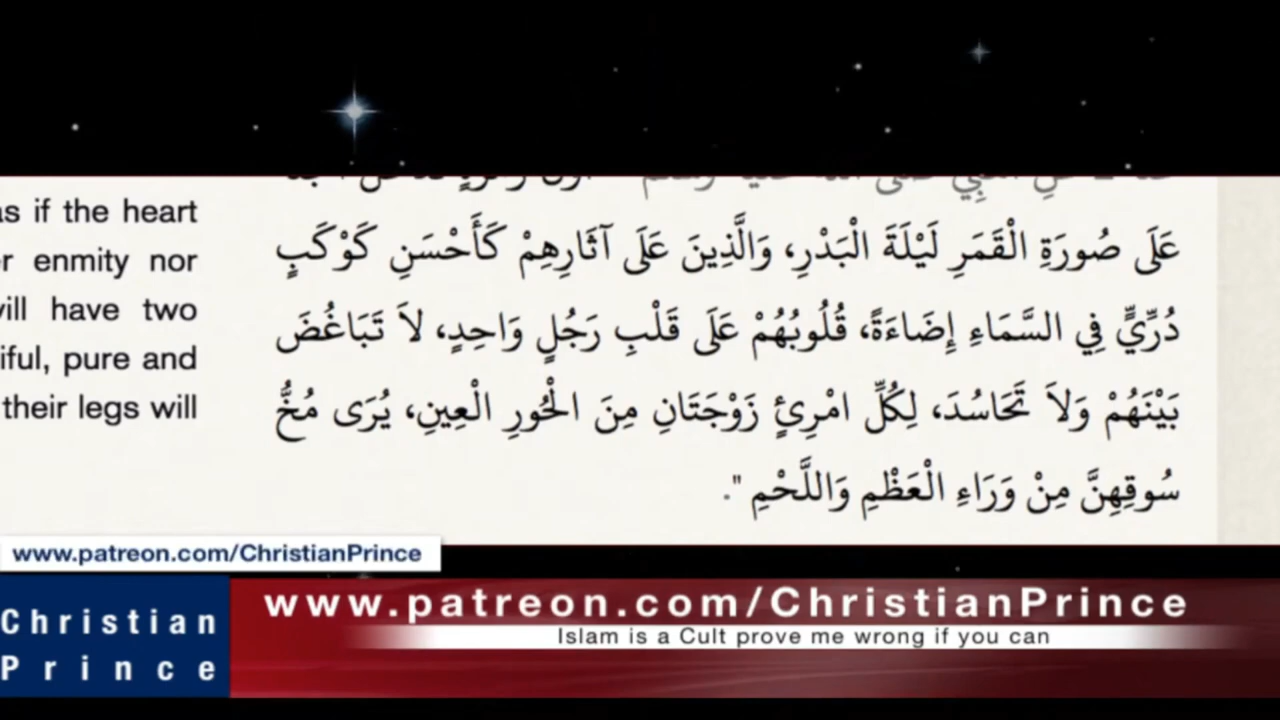 as if the heart
enmity nor
will have two
pure and
their legs will
عَلَى صُورَةِ الْقَمَرِ لَيْلَةَ الْبَدْرِ، وَالَّذِينَ عَلَى آثَارِهِمْ كَأَحْسَنِ كَوْكَبٍ
دُرِّيٍّ فِي السَّمَاءِ إِضَاءَةً، قُلُوبُهُمْ عَلَى قَلْبِ رَجُلٍ وَاحِدٍ، لاَ تَبَاغُضَ
بَيْنَهُمْ وَلاَ تَحَاسُدَ، لِكُلِّ امْرِئٍ زَوْجَتَانِ مِنَ الْحُورِ الْعِينِ، يُرَى مُخُّ
سُوقِهِنَّ مِنْ وَرَاءِ الْعَظْمِ وَاللَّحْمِ ‏"‏‏.‏
www.patreon.com/ChristianPrince
Christian
Prince
www.patreon.com/ChristianPrince
Islam is a Cult prove me wrong if you can